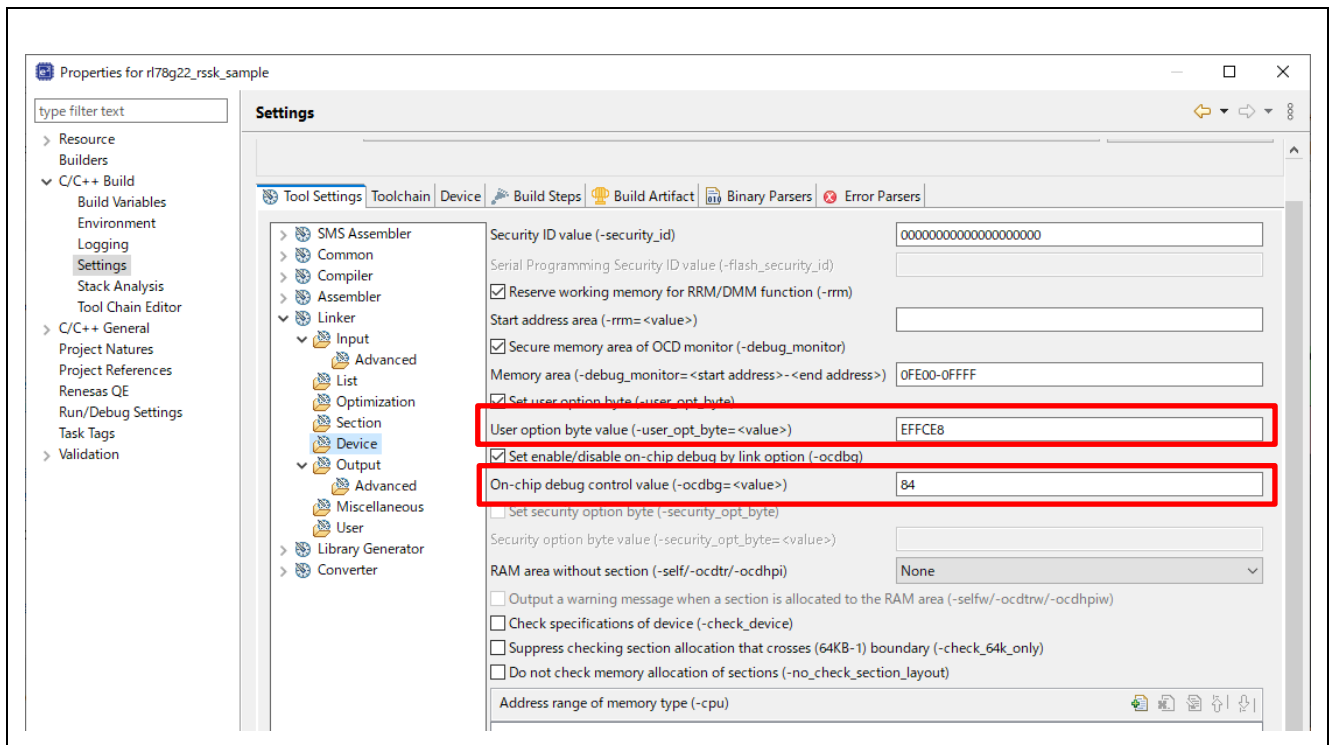 Properties for rl78g22_rssk_sample
type filter text
Settings
Resource
Builders
C/C++ Build
Build Variables
Environment
Logging
Settings
Stack Analysis
Tool Chain Editor
C/C++ General
Project Natures
Project References
Renesas QE
Run/Debug Settings
Task Tags
Validation
Tool Settings Toolchain Device Build Steps Build Artifact Binary Parsers Error Parsers
SMS Assembler
Common
Compiler
Assembler
Linker
Input
Advanced
List
Optimization
Section
Device
Output
Advanced
Miscellaneous
User
Library Generator
Converter
Security ID value (-security_id) 00000000000000000000
Serial Programming Security ID value (-flash_security_id)
Reserve working memory for RRM/DMM function (-rrm)
Start address area (-rrm=<value>)
Secure memory area of OCD monitor (-debug_monitor)
Memory area (-debug_monitor=<start address>-<end address>) 0FE00-0FFFF
Set user option byte (-user_opt_byte)
User option byte value (-user_opt_byte=<value>) EFFCE8
Set enable/disable on-chip debug by link option (-ocdbg)
On-chip debug control value (-ocdbg=<value>) 84
Set security option byte (-security_opt_byte)
Security option byte value (-security_opt_byte=<value>)
RAM area without section (-self/-ocdtr/-ocdhpi) None
Output a warning message when a section is allocated to the RAM area (-selfw/-ocdtrw/-ocdhpiw)
Check specifications of device (-check_device)
Suppress checking section allocation that crosses (64KB-1) boundary (-check_64k_only)
Do not check memory allocation of sections (-no_check_section_layout)
Address range of memory type (-cpu)